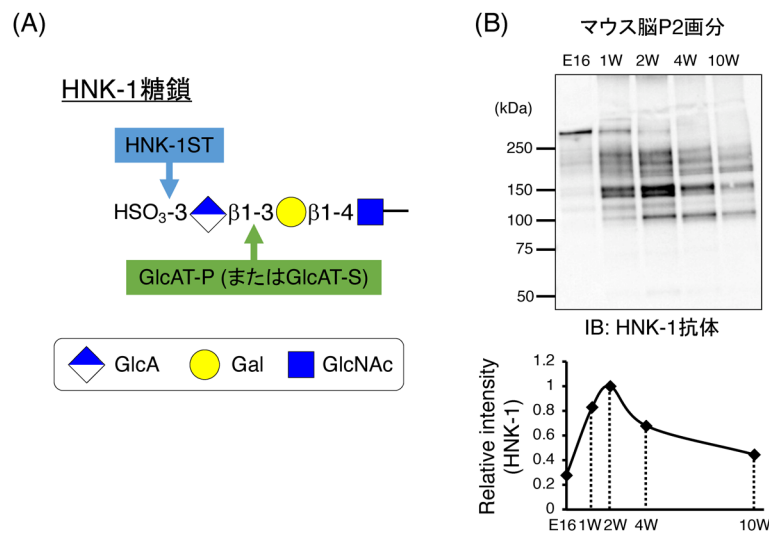 (A)
HNK-1糖鎖
HNK-1ST
HSO₃-3 β1-3 β1-4
GlcAT-P (またはGlcAT-S)
GlcA Gal GlcNAc
(B)
マウス脳P2画分
E16 1W 2W 4W 10W
(kDa)
250
150
100
75
50
IB: HNK-1抗体
Relative intensity
(HNK-1)
1.2
1
0.8
0.6
0.4
0.2
0
E16 1W 2W 4W 10W